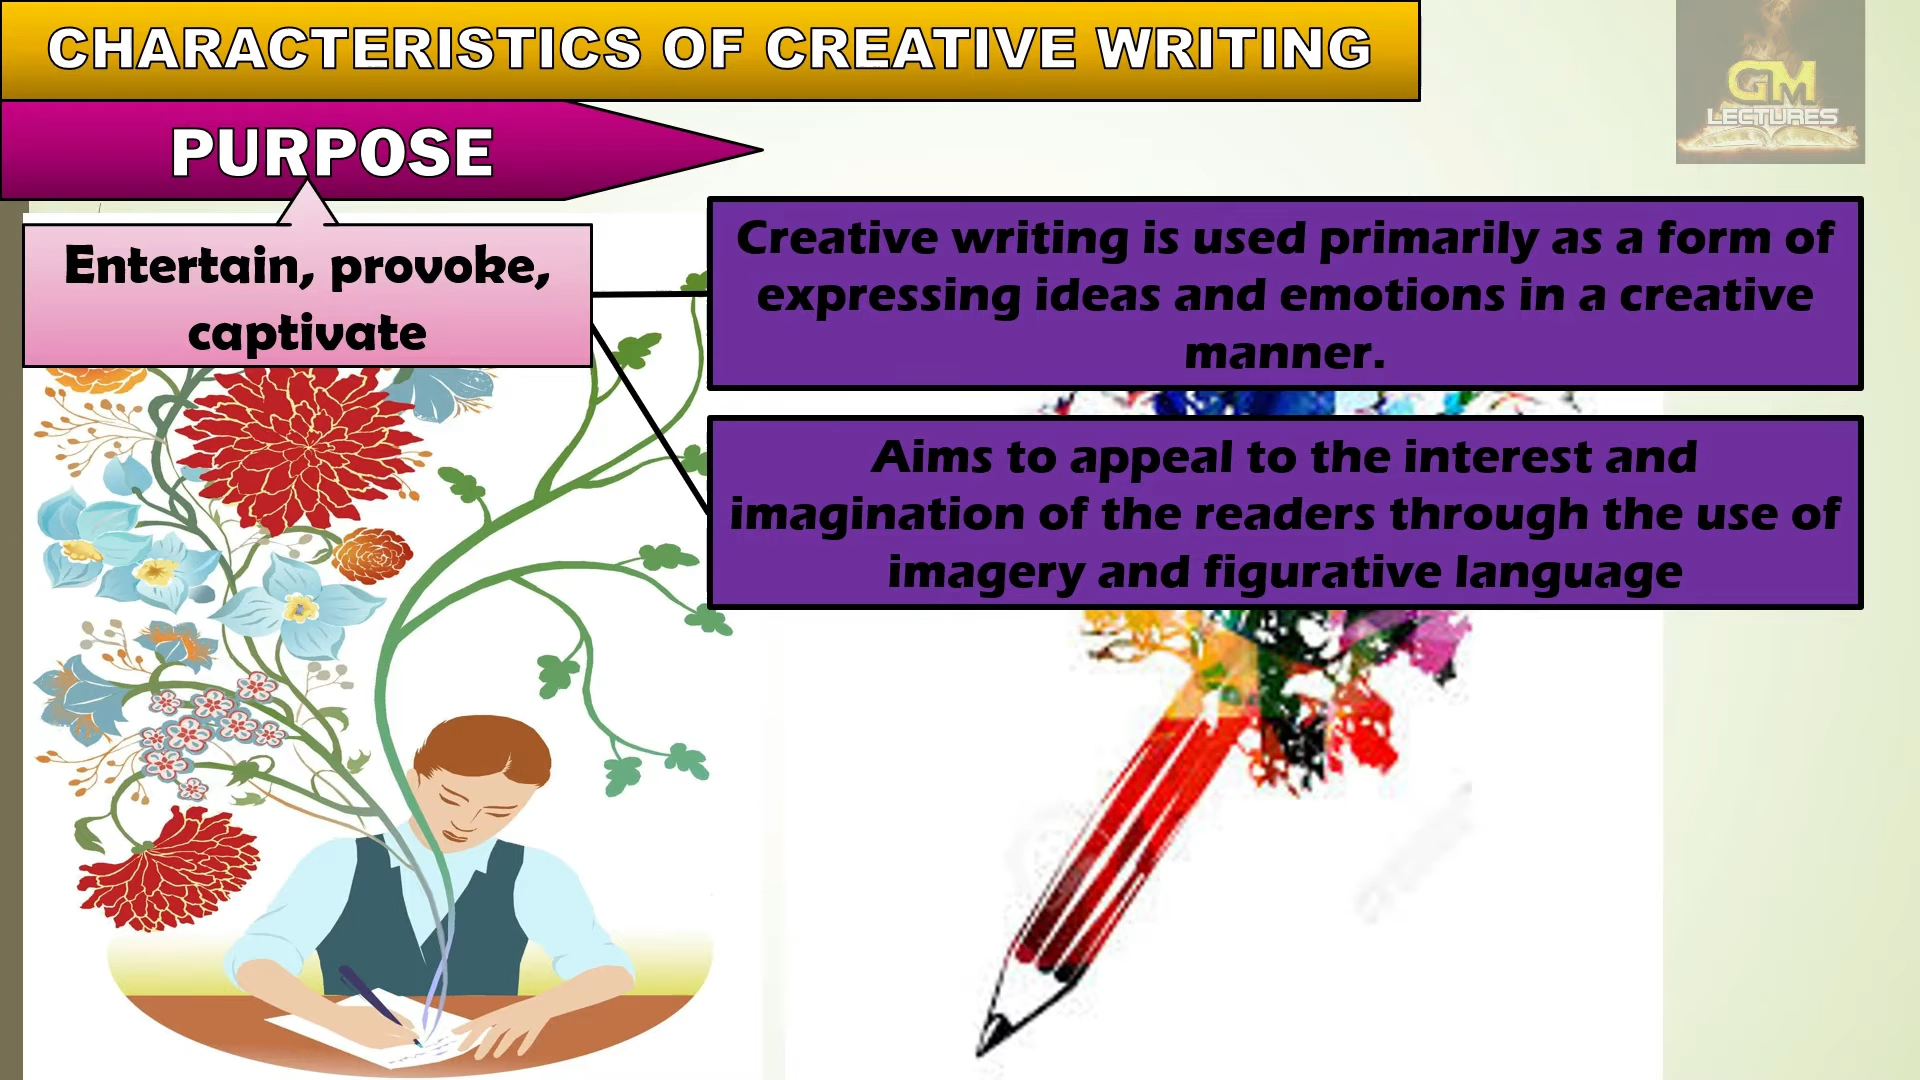 CHARACTERISTICS OF CREATIVE WRITING
GM
LECTURES
PURPOSE
Entertain, provoke,
captivate
Creative writing is used primarily as a form of
expressing ideas and emotions in a creative
manner.
Aims to appeal to the interest and
imagination of the readers through the use of
imagery and figurative language